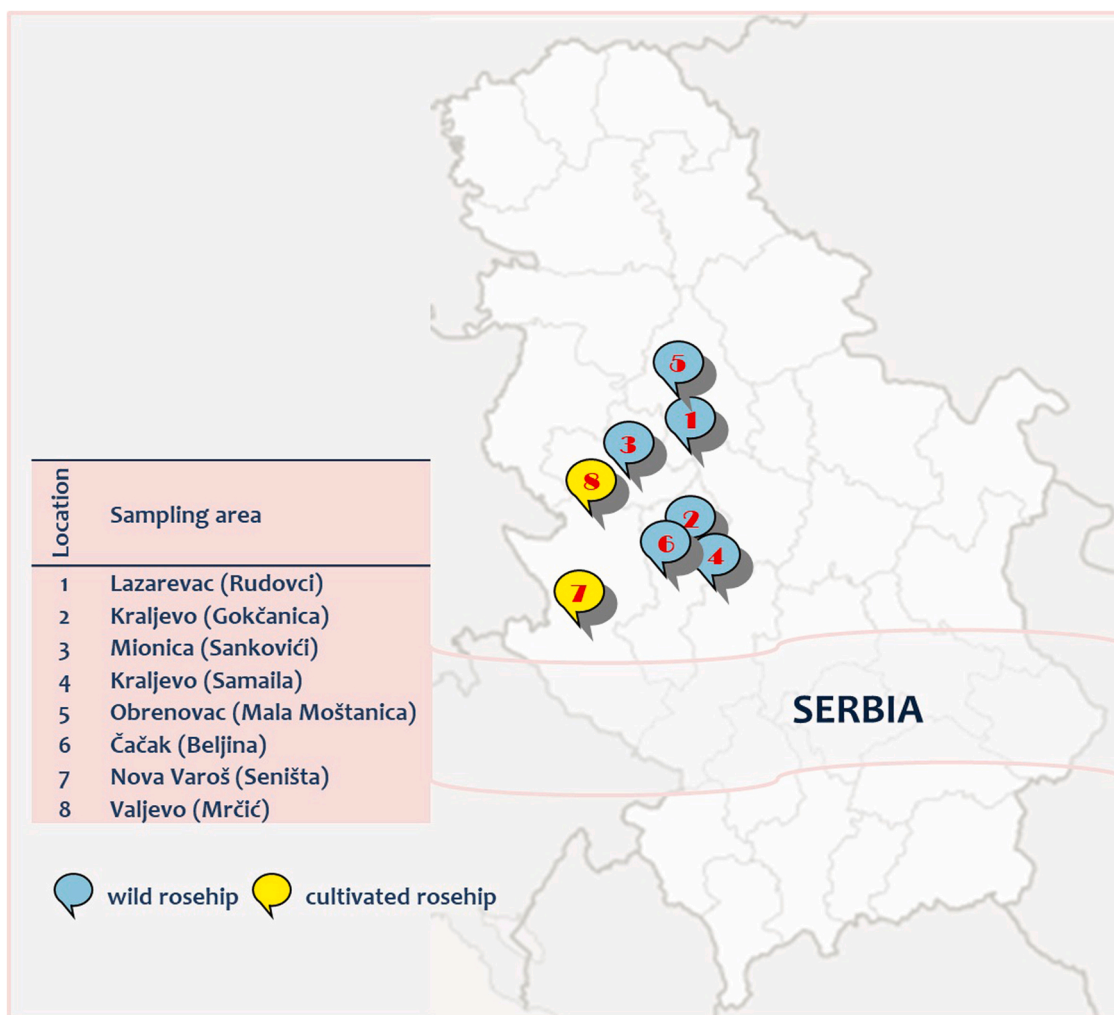 5
1
3
8
2
6
4
7
Location Sampling area
1 Lazarevac (Rudovci)
2 Kraljevo (Gokčanica)
3 Mionica (Sankovići)
4 Kraljevo (Samaila)
5 Obrenovac (Mala Moštanica)
6 Čačak (Beljina)
7 Nova Varoš (Seništa)
8 Valjevo (Mrčić)
SERBIA
wild rosehip cultivated rosehip